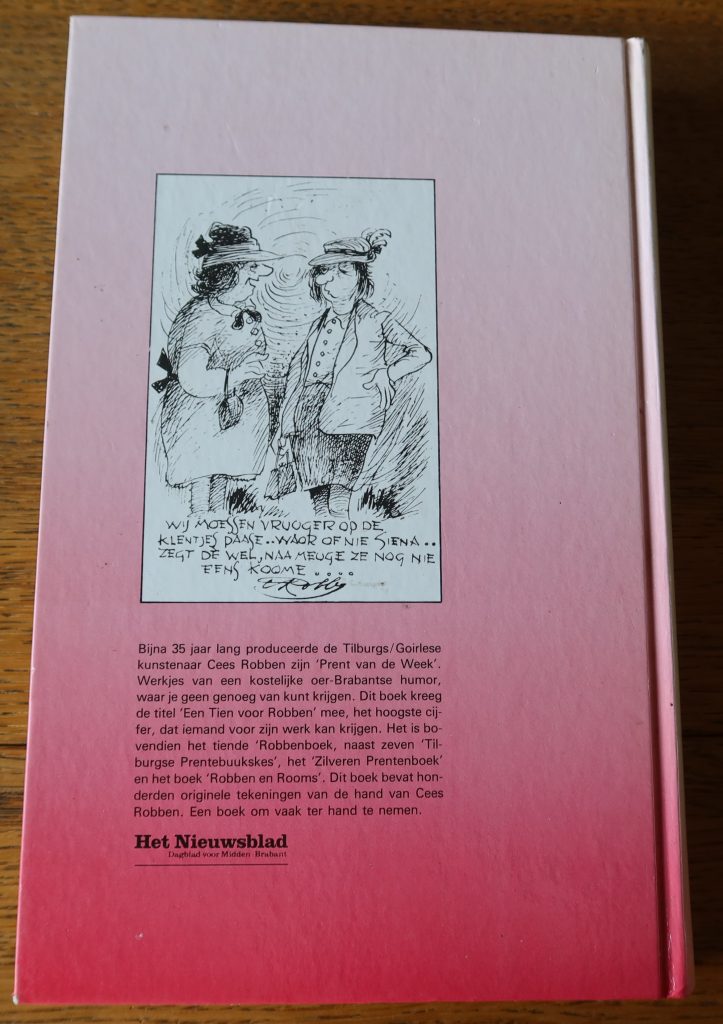 WIJ MOESSEN VRUOGER OP DE
KLENTJES PAASE..WAOR OF NIE SIENA..
ZEGT DE WEL, NAA MEUGE ZE NOG NIE
EENS KOOME ....
Bijna 35 jaar lang produceerde de Tilburgs/Goirlese
kunstenaar Cees Robben zijn 'Prent van de Week'.
Werkjes van een kostelijke oer-Brabantse humor,
waar je geen genoeg van kunt krijgen. Dit boek kreeg
de titel 'Een Tien voor Robben' mee, het hoogste cij-
fer, dat iemand voor zijn werk kan krijgen. Het is bo-
vendien het tiende 'Robbenboek, naast zeven 'Til-
burgse Prentebuukskes', het 'Zilveren Prentenboek'
en het boek 'Robben en Rooms'. Dit boek bevat hon-
derden originele tekeningen van de hand van Cees
Robben. Een boek om vaak ter hand te nemen.
Het Nieuwsblad
Dagblad voor Midden-Brabant